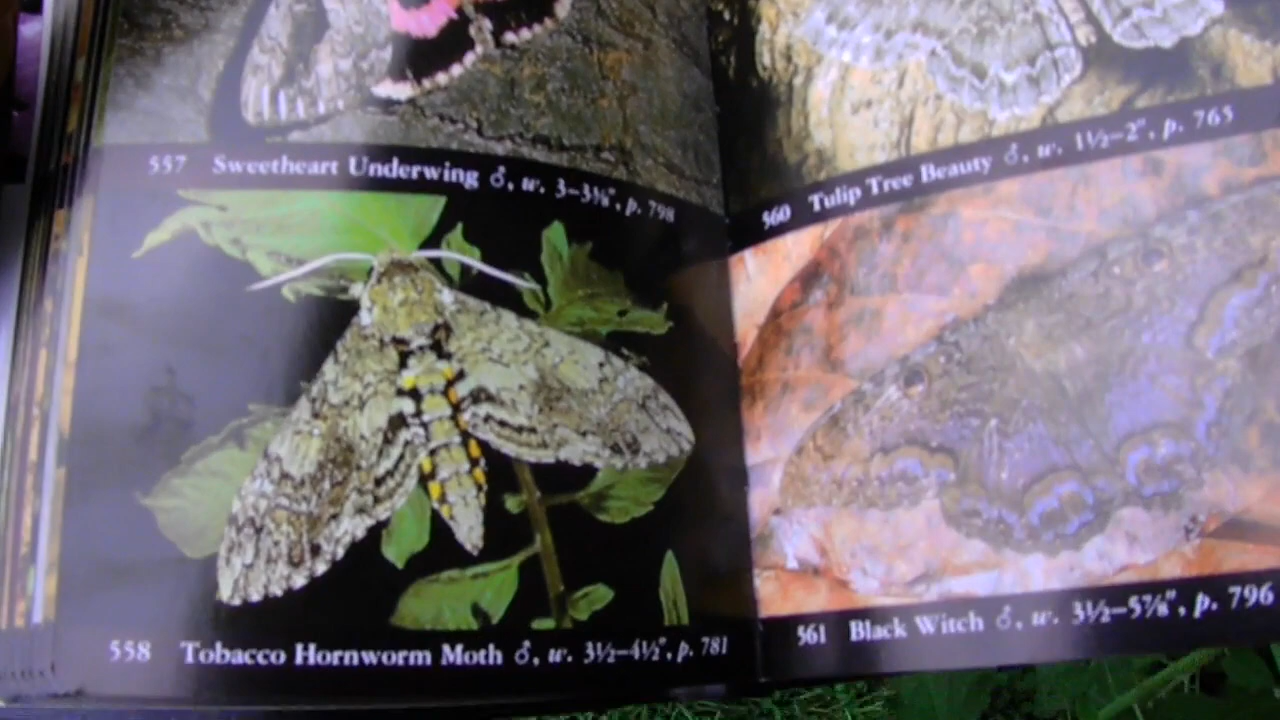 557 Sweetheart Underwing ♂, w. 3–3⅛", p. 798
560 Tulip Tree Beauty ♂, w. 1½–2", p. 765
558 Tobacco Hornworm Moth ♂, w. 3½–4½", p. 781
561 Black Witch ♂, w. 3½–5⅞", p. 796